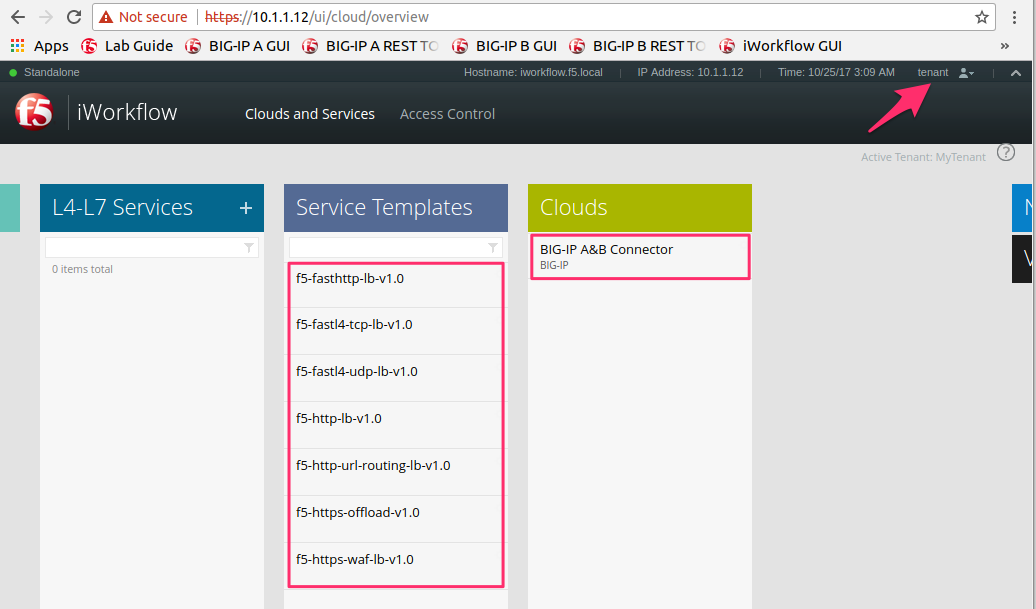 Not secure https://10.1.1.12/ui/cloud/overview
Apps Lab Guide BIG-IP A GUI BIG-IP A REST TO BIG-IP B GUI BIG-IP B REST TO iWorkflow GUI »
Standalone Hostname: iworkflow.f5.local IP Address: 10.1.1.12 Time: 10/25/17 3:09 AM tenant
f5 iWorkflow Clouds and Services Access Control
Active Tenant: MyTenant ?
L4-L7 Services +
0 items total
Service Templates
f5-fasthttp-lb-v1.0
f5-fastl4-tcp-lb-v1.0
f5-fastl4-udp-lb-v1.0
f5-http-lb-v1.0
f5-http-url-routing-lb-v1.0
f5-https-offload-v1.0
f5-https-waf-lb-v1.0
Clouds
BIG-IP A&B Connector
BIG-IP